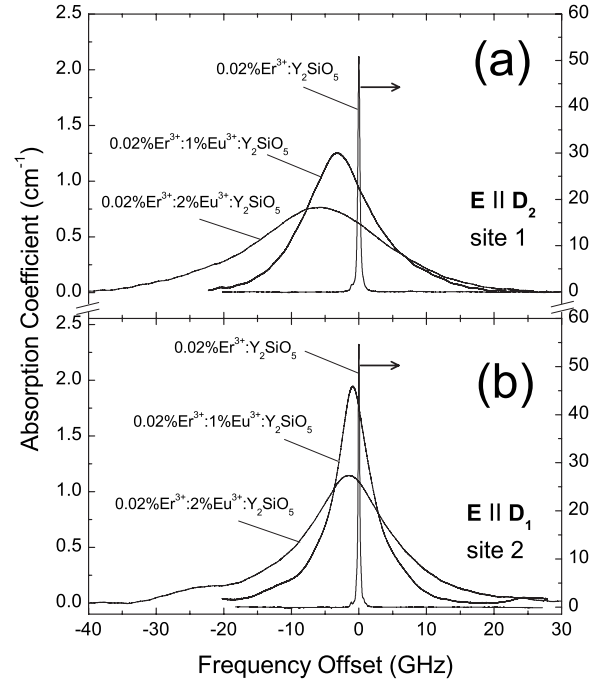 Absorption Coefficient (cm⁻¹)
2.5
2.0
1.5
1.0
0.5
0.0
60
50
40
30
20
10
0
(a)
0.02%Er³⁺:Y₂SiO₅
0.02%Er³⁺:1%Eu³⁺:Y₂SiO₅
0.02%Er³⁺:2%Eu³⁺:Y₂SiO₅
E || D₂
site 1
2.5
2.0
1.5
1.0
0.5
0.0
60
50
40
30
20
10
0
(b)
0.02%Er³⁺:Y₂SiO₅
0.02%Er³⁺:1%Eu³⁺:Y₂SiO₅
0.02%Er³⁺:2%Eu³⁺:Y₂SiO₅
E || D₁
site 2
-40 -30 -20 -10 0 10 20 30
Frequency Offset (GHz)